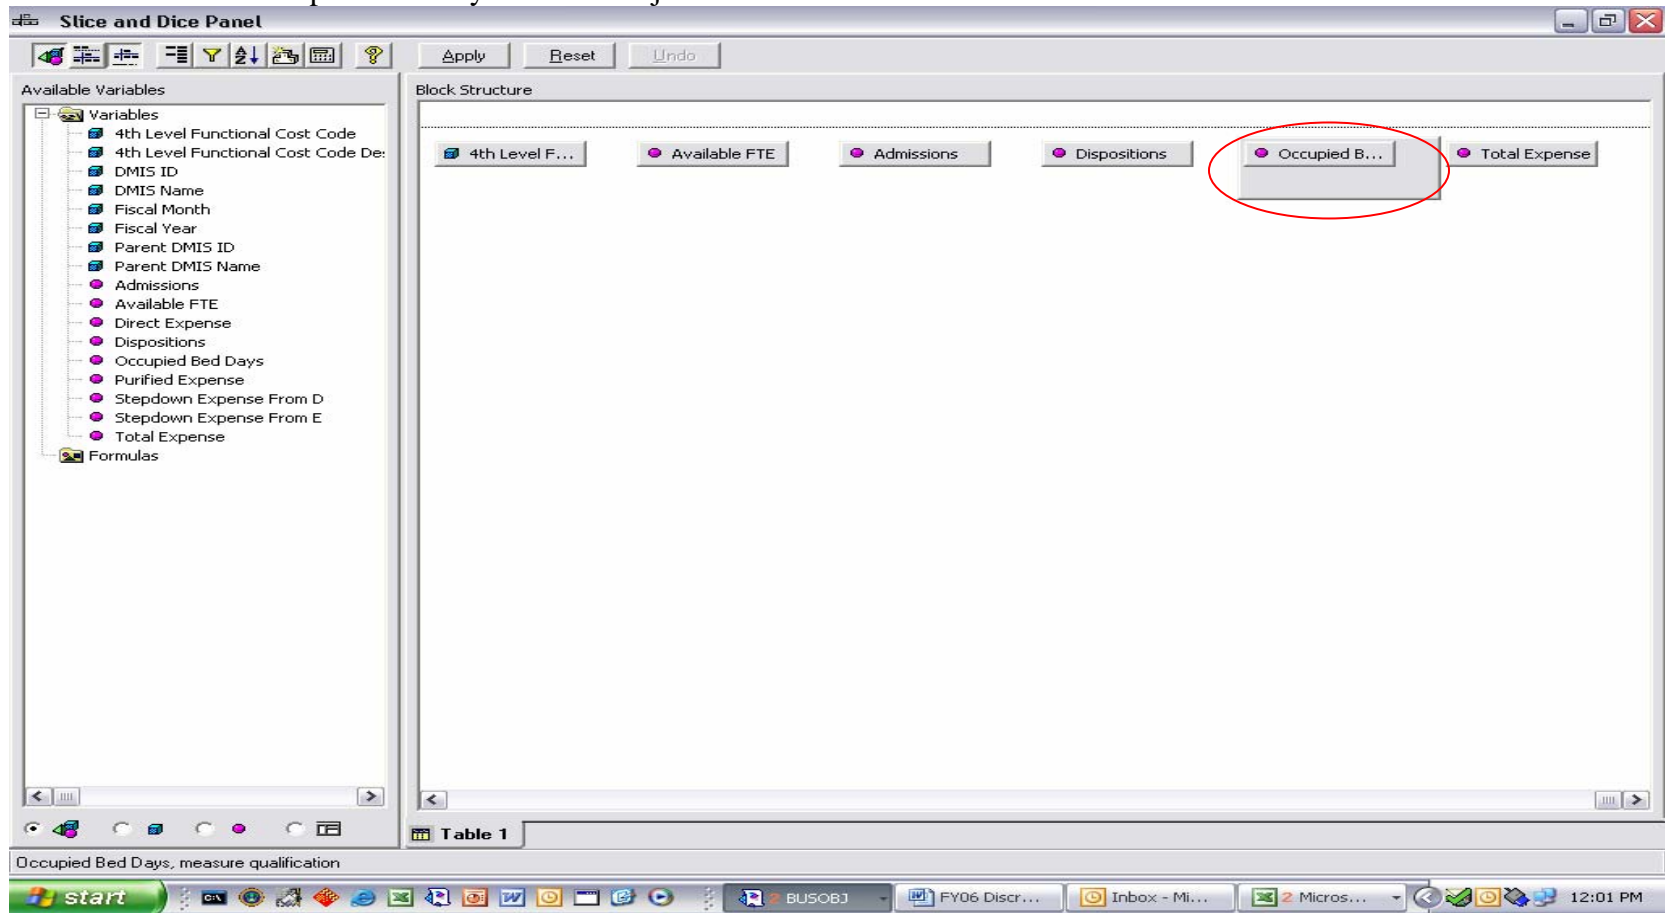 Slice and Dice Panel
Apply Reset Undo
Available Variables
Block Structure
Variables
4th Level Functional Cost Code
4th Level Functional Cost Code De:
DMIS ID
DMIS Name
Fiscal Month
Fiscal Year
Parent DMIS ID
Parent DMIS Name
Admissions
Available FTE
Direct Expense
Dispositions
Occupied Bed Days
Purified Expense
Stepdown Expense From D
Stepdown Expense From E
Total Expense
Formulas
4th Level F... Available FTE Admissions Dispositions Occupied B... Total Expense
Table 1
Occupied Bed Days, measure qualification
start 2 BUSOBJ FY06 Discr... Inbox - Mi... 2 Micros... 12:01 PM